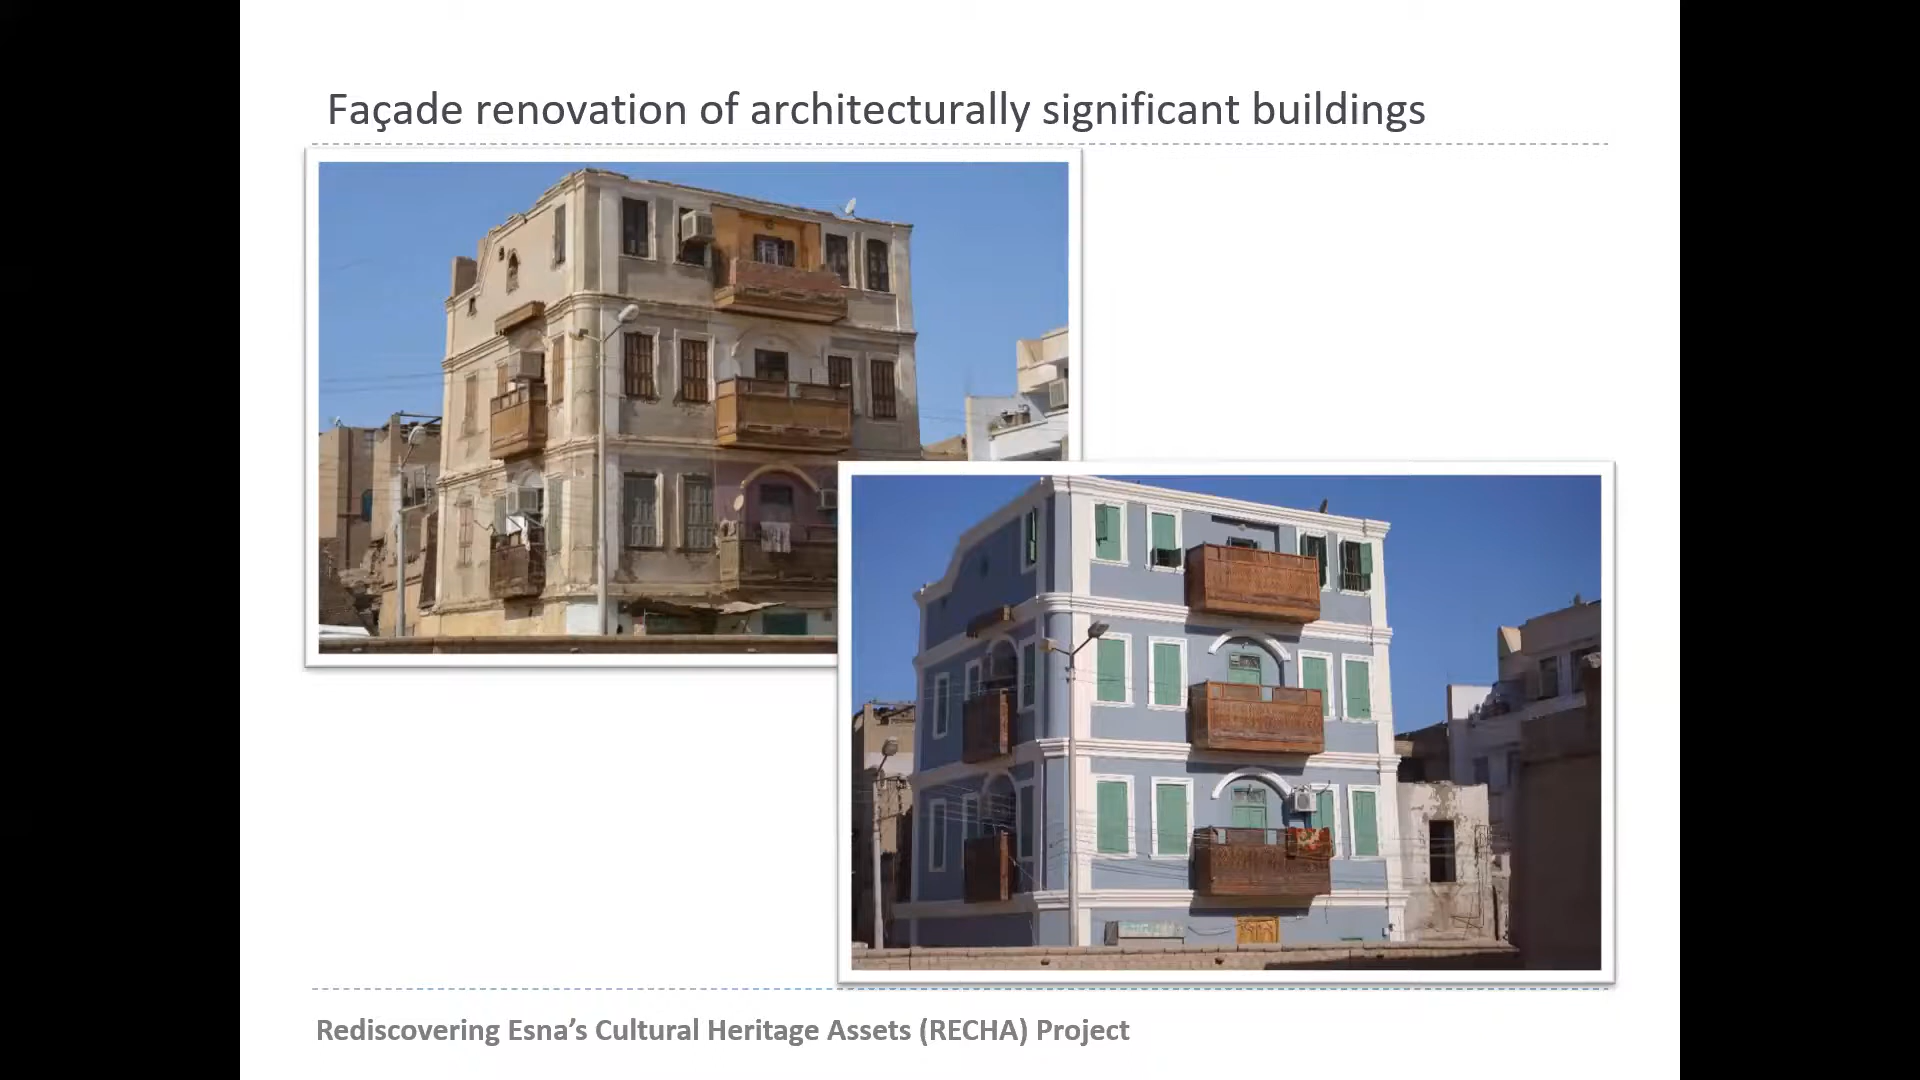 Façade renovation of architecturally significant buildings
Rediscovering Esna’s Cultural Heritage Assets (RECHA) Project